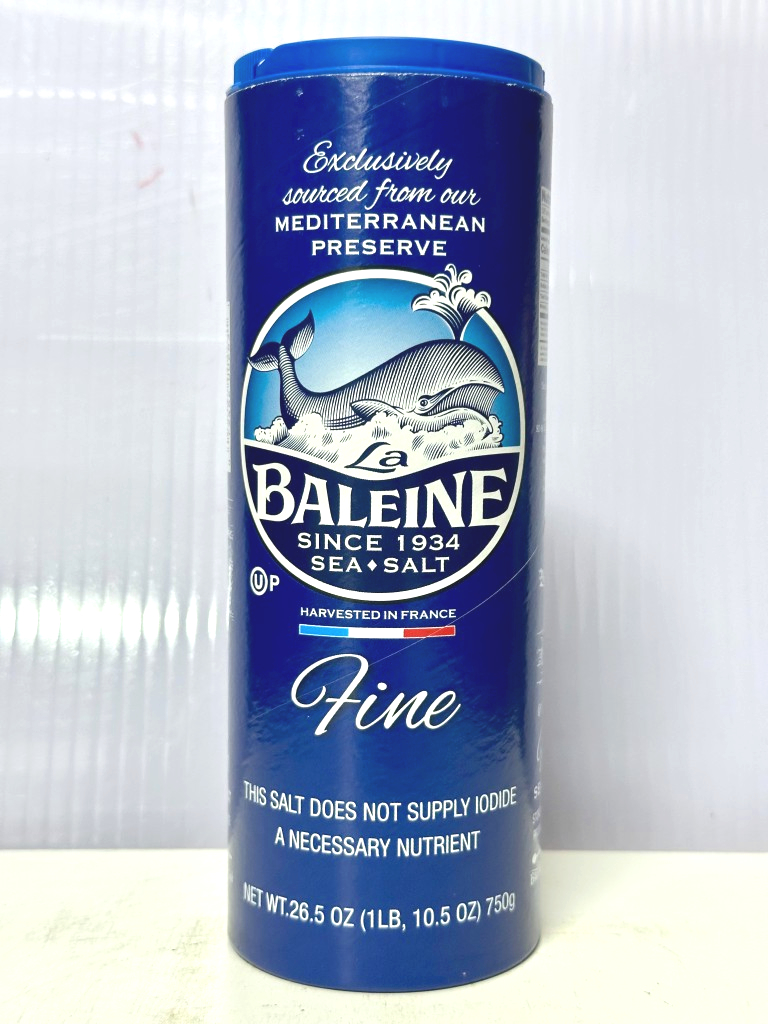 Exclusively
sourced from our
MEDITERRANEAN
PRESERVE
La
BALEINE
SINCE 1934
SEA♦SALT
U P
HARVESTED IN FRANCE
Fine
THIS SALT DOES NOT SUPPLY IODIDE
A NECESSARY NUTRIENT
NET WT.26.5 OZ (1LB, 10.5 OZ) 750g